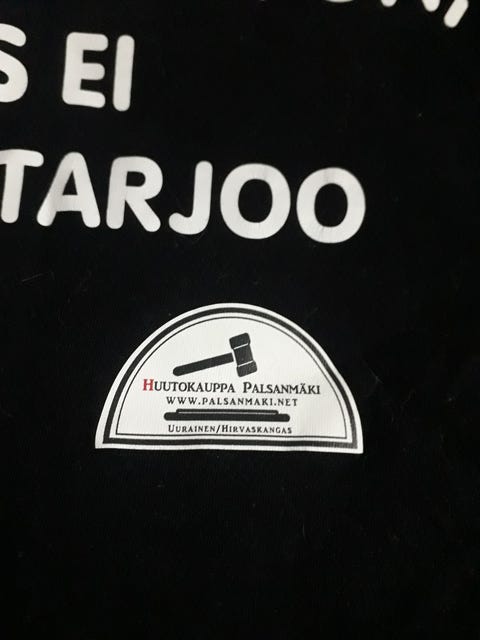 S EI
TARJOO
HUUTOKAUPPA PALSANMÄKI
WWW.PALSANMAKI.NET
UURAINEN/HIRVASKANGAS